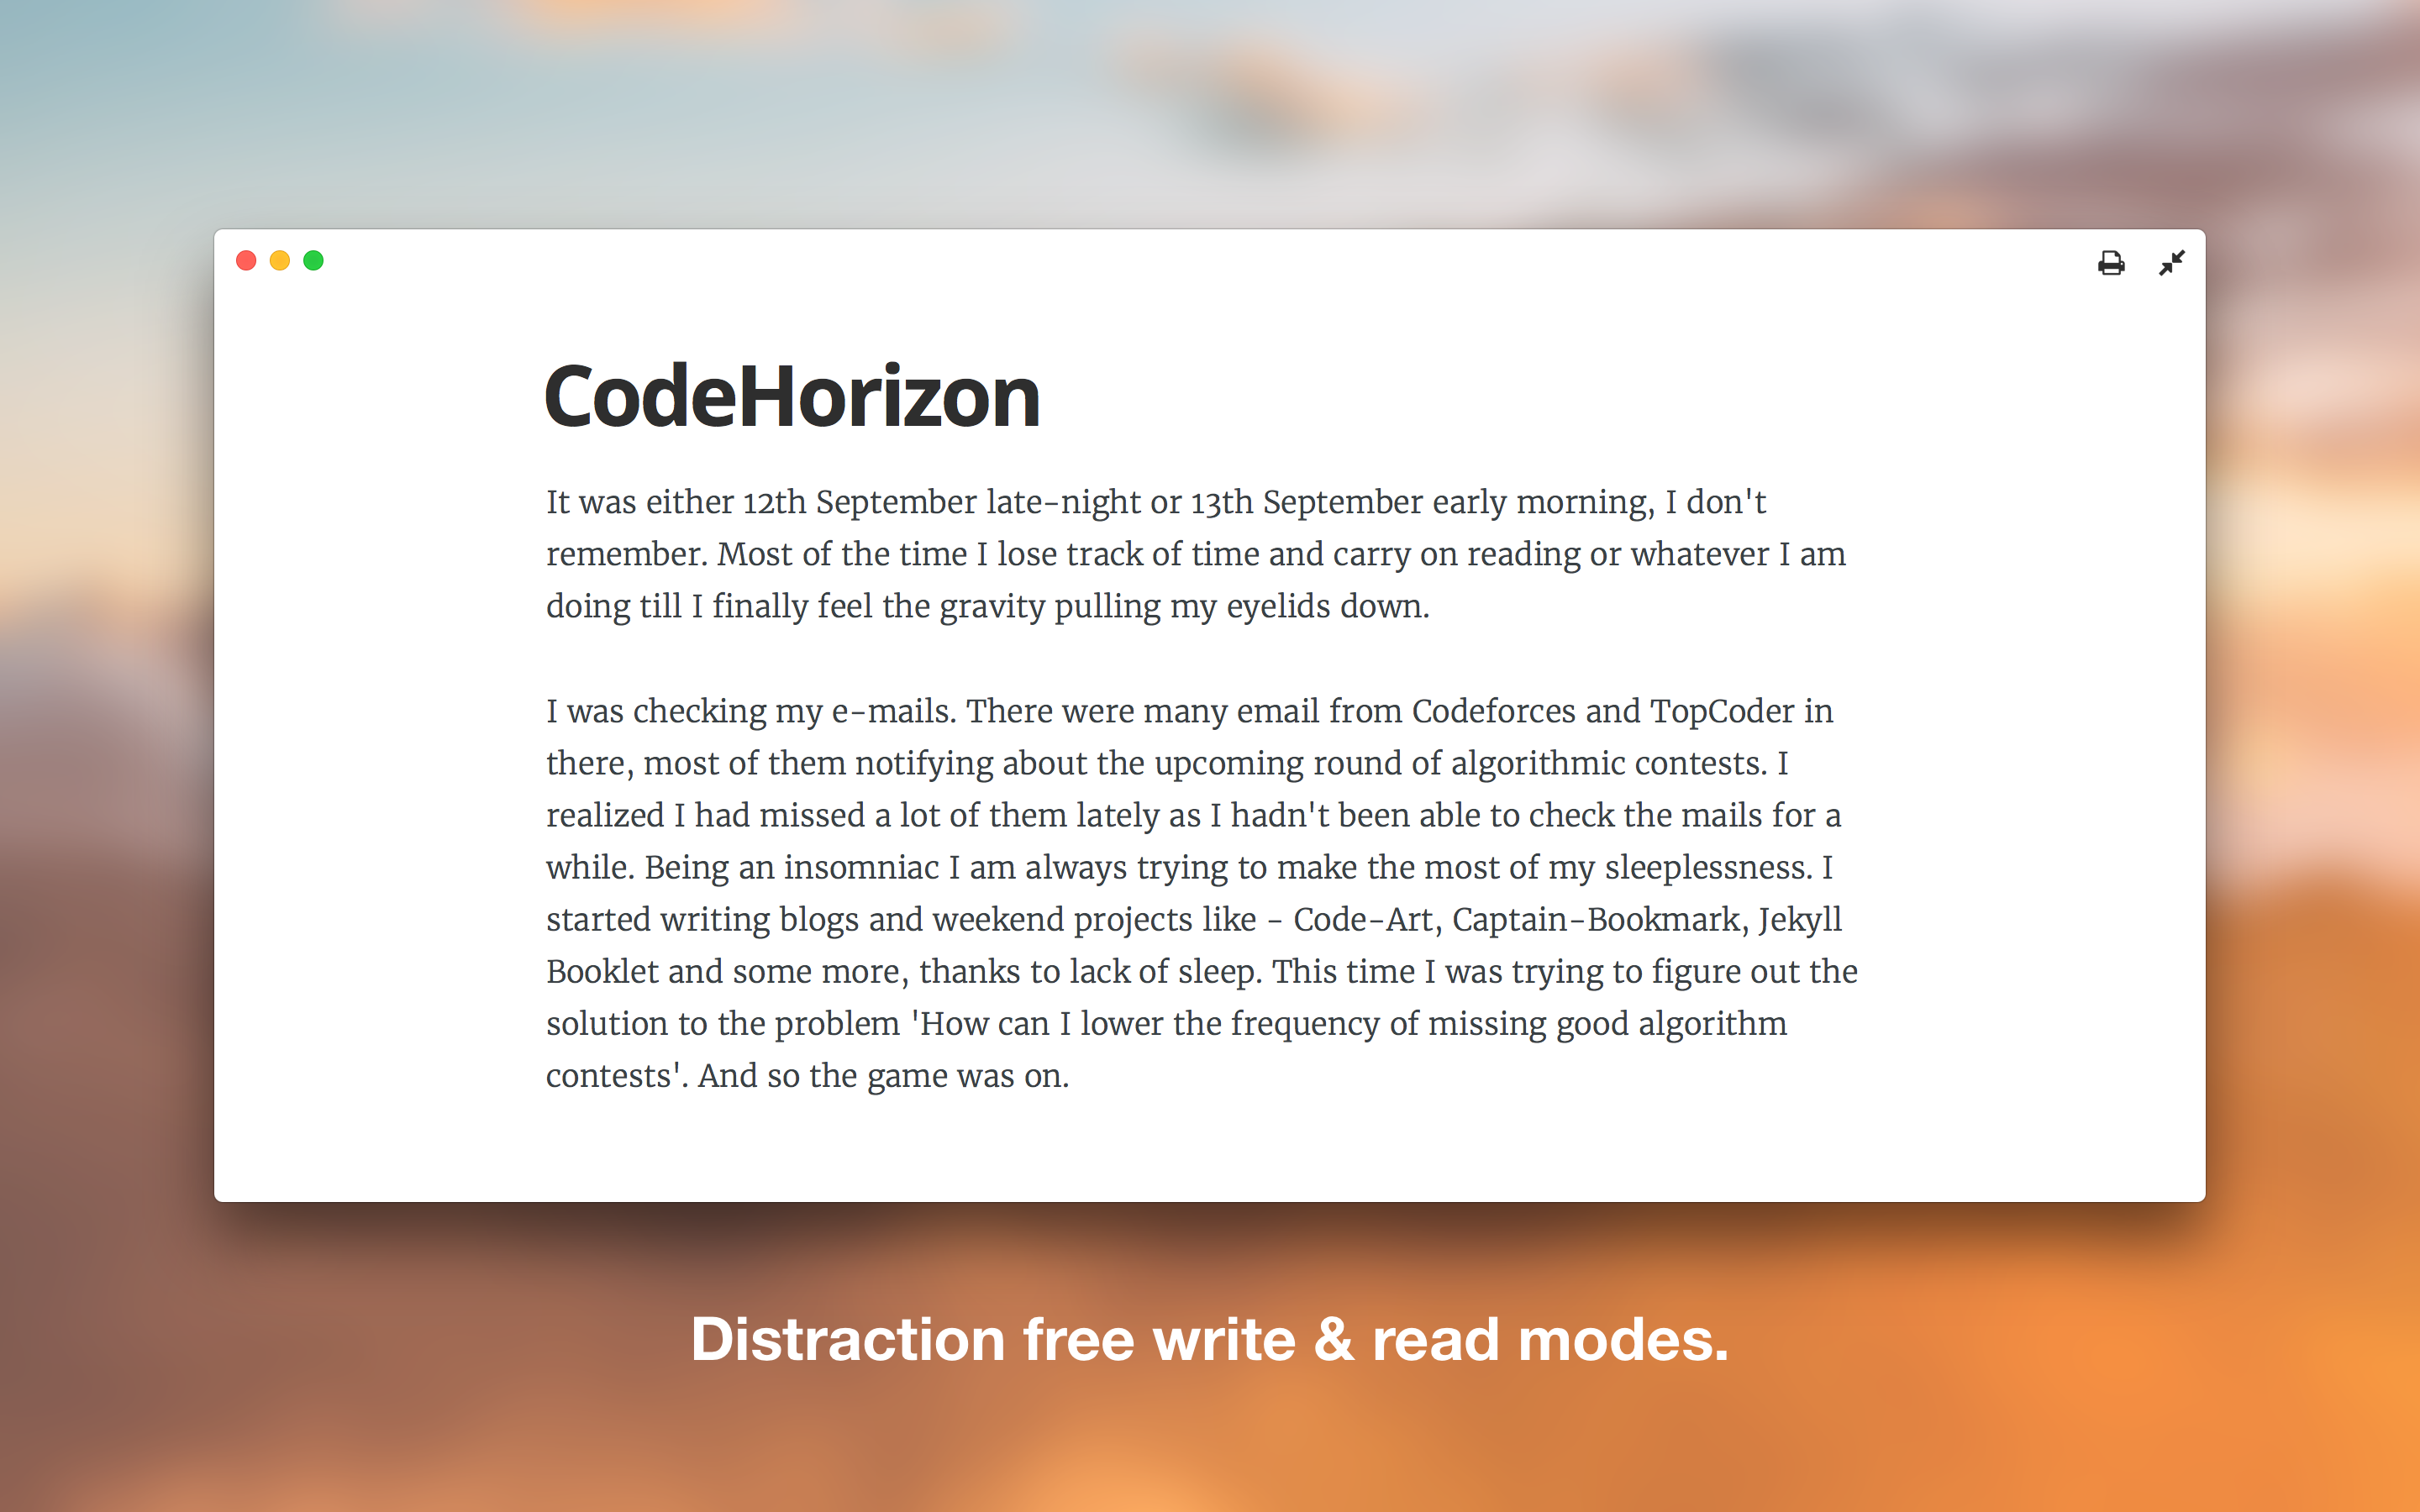 CodeHorizon
It was either 12th September late-night or 13th September early morning, I don't
remember. Most of the time I lose track of time and carry on reading or whatever I am
doing till I finally feel the gravity pulling my eyelids down.
I was checking my e-mails. There were many email from Codeforces and TopCoder in
there, most of them notifying about the upcoming round of algorithmic contests. I
realized I had missed a lot of them lately as I hadn't been able to check the mails for a
while. Being an insomniac I am always trying to make the most of my sleeplessness. I
started writing blogs and weekend projects like - Code-Art, Captain-Bookmark, Jekyll
Booklet and some more, thanks to lack of sleep. This time I was trying to figure out the
solution to the problem 'How can I lower the frequency of missing good algorithm
contests'. And so the game was on.
Distraction free write & read modes.